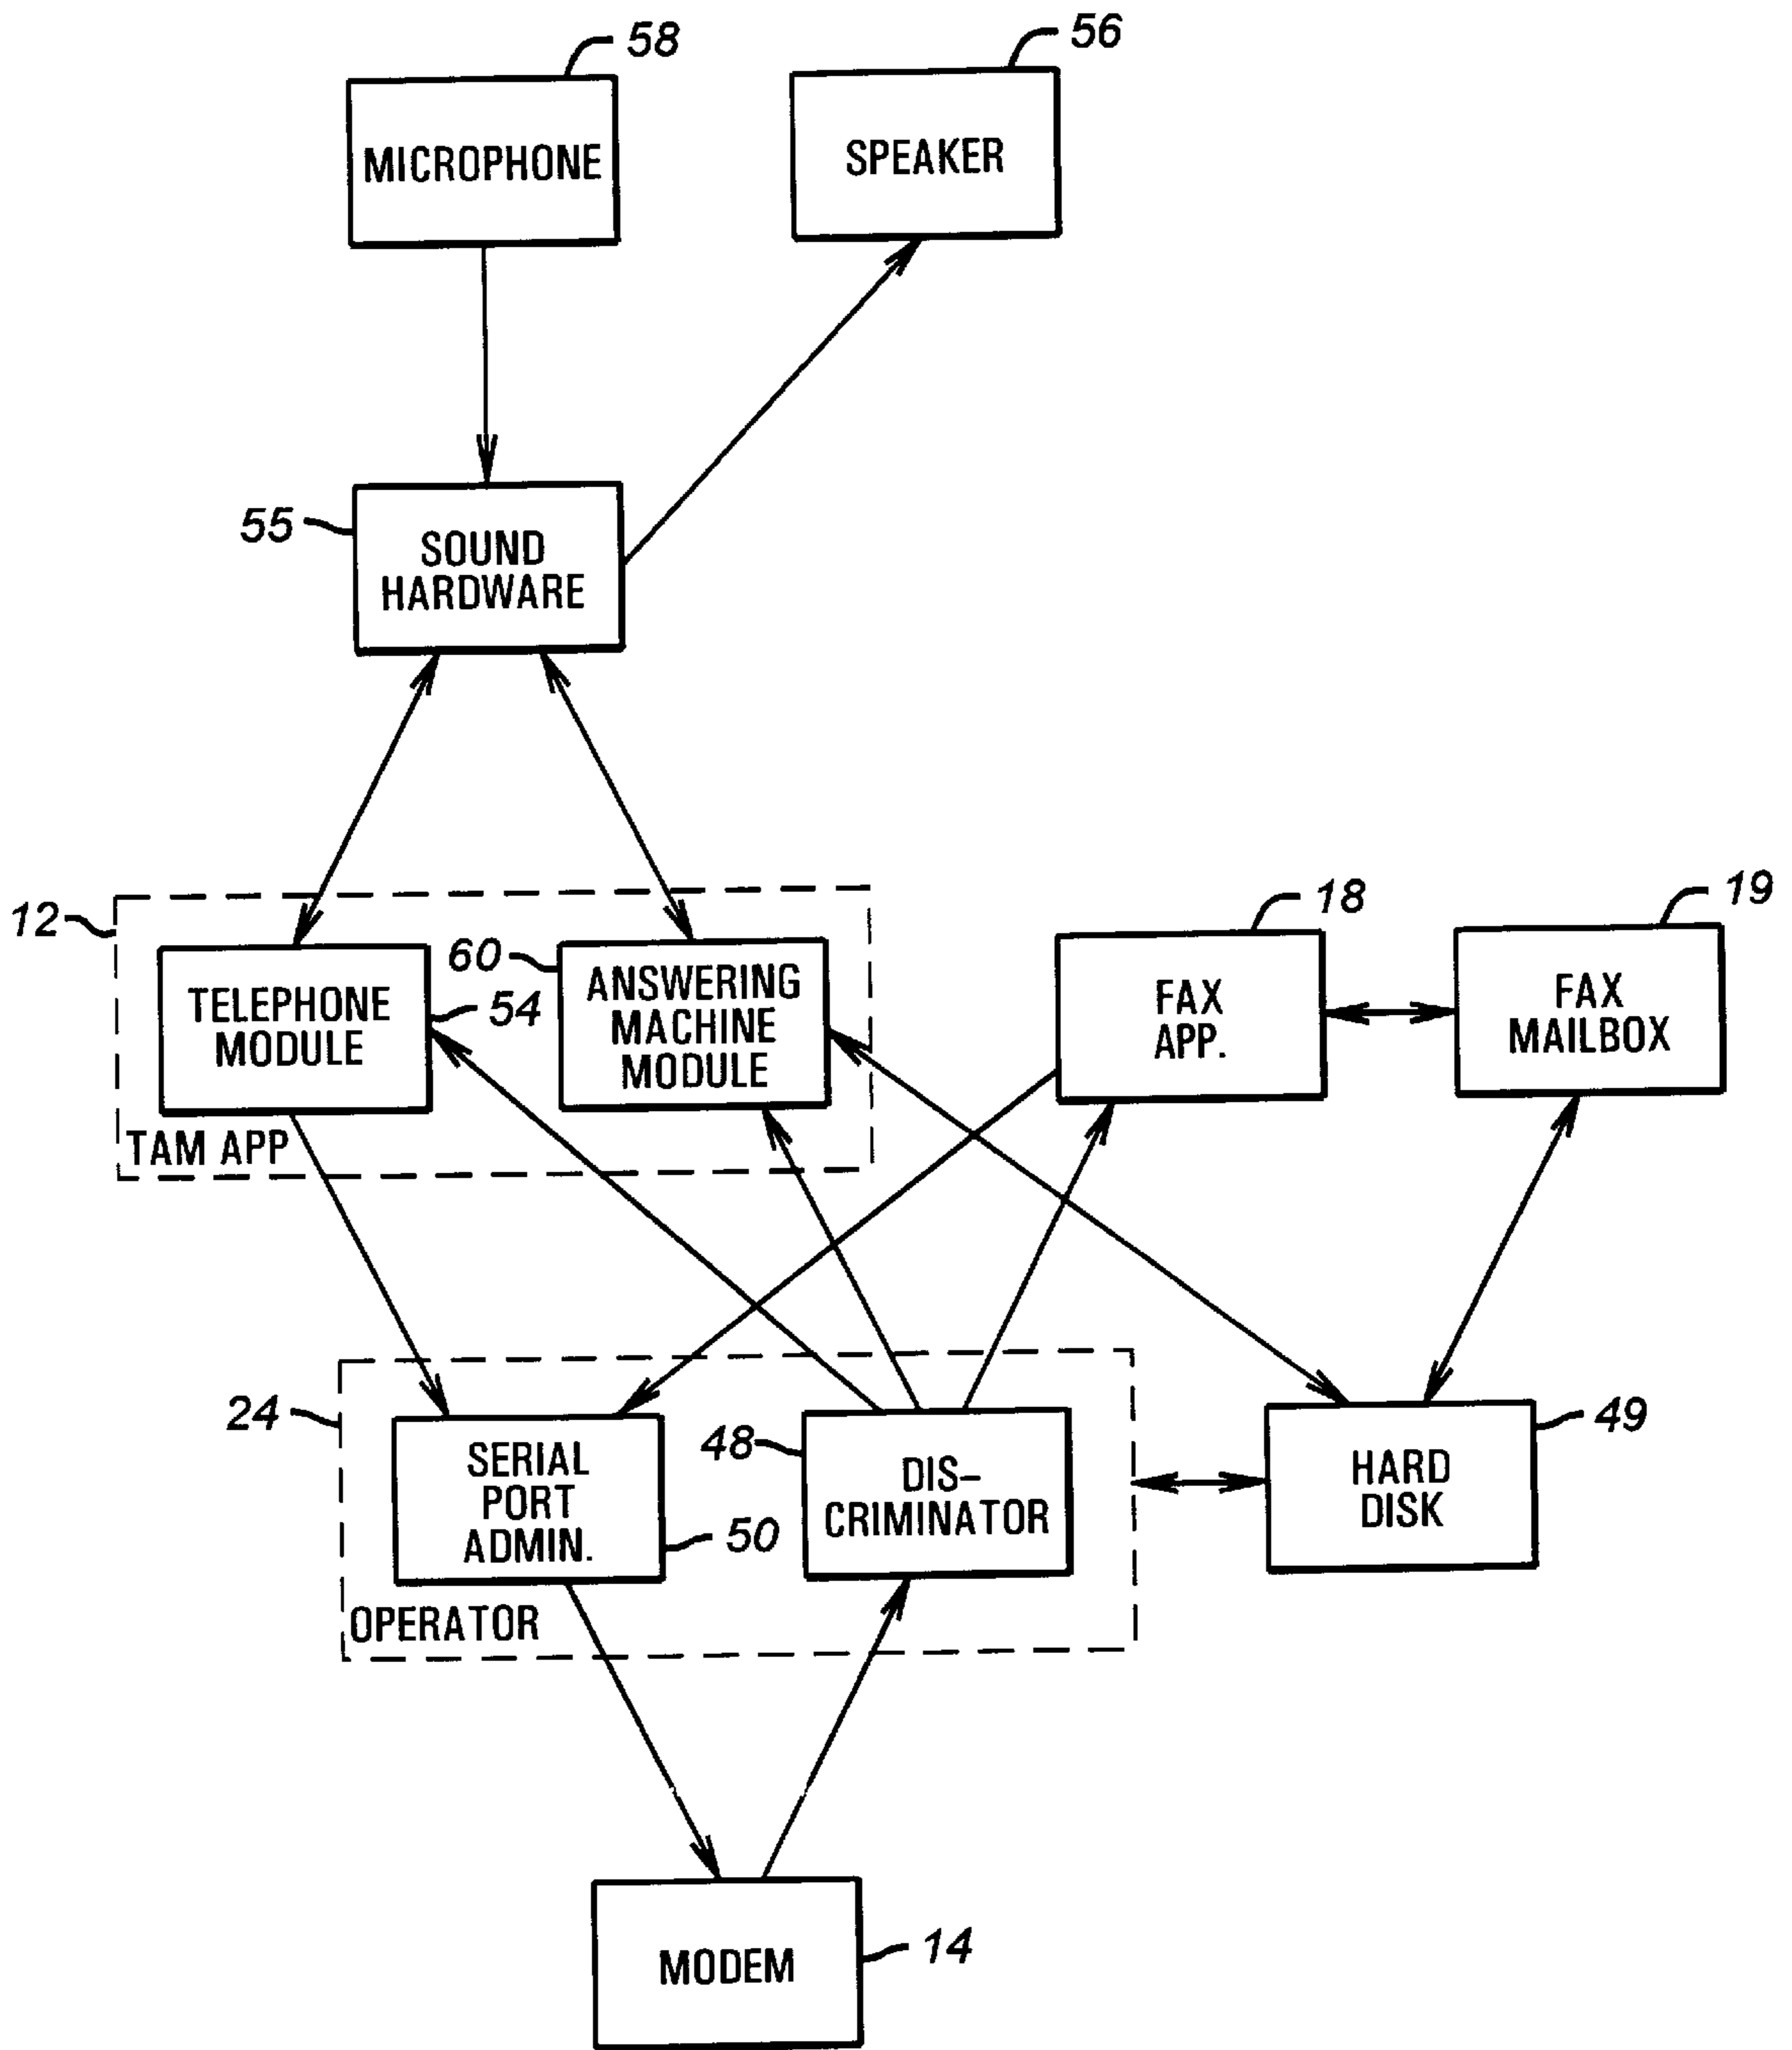 58
56
MICROPHONE
SPEAKER
55
SOUND
HARDWARE
12
18
19
60
TELEPHONE
MODULE
54
ANSWERING
MACHINE
MODULE
FAX
APP.
FAX
MAILBOX
TAM APP
24
48
49
SERIAL
PORT
ADMIN.
50
DIS–
CRIMINATOR
HARD
DISK
OPERATOR
MODEM
14